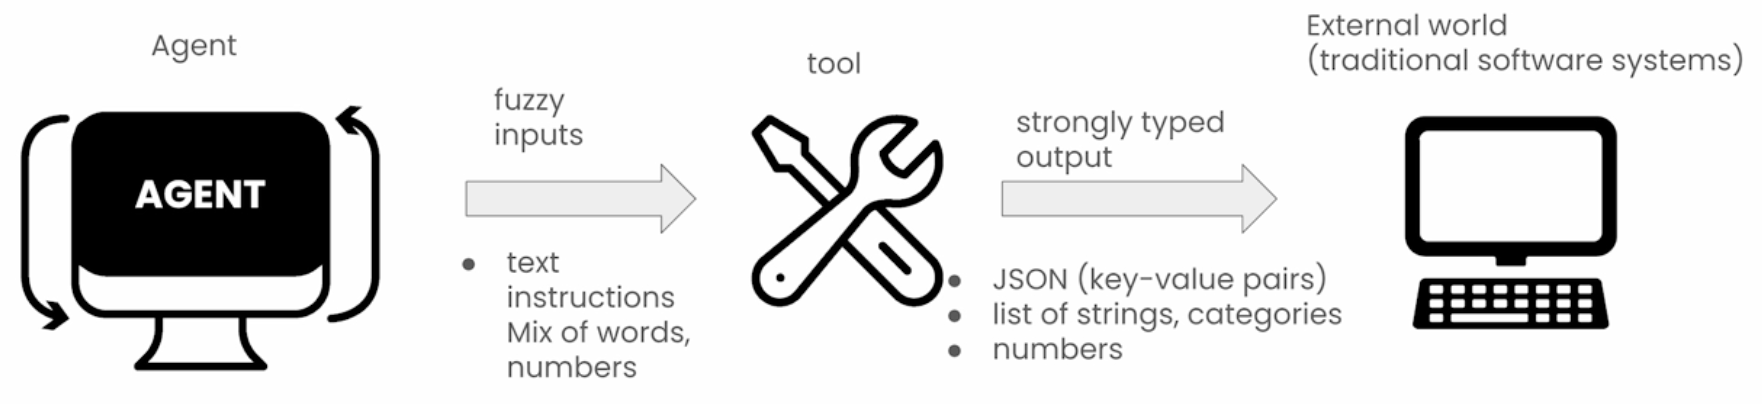 Agent
AGENT
fuzzy
inputs
text
instructions
Mix of words,
numbers
tool
strongly typed
output
JSON (key-value pairs)
list of strings, categories
numbers
External world
(traditional software systems)